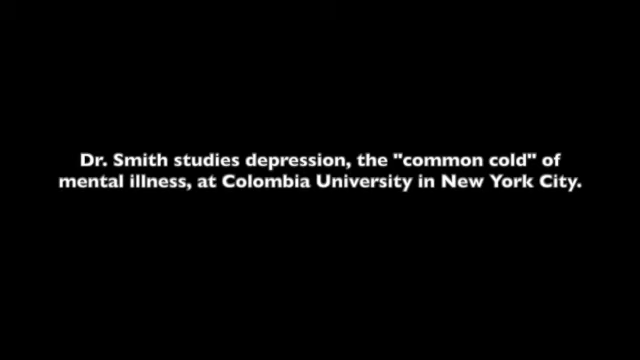 Dr. Smith studies depression, the "common cold" of
mental illness, at Colombia University in New York City.